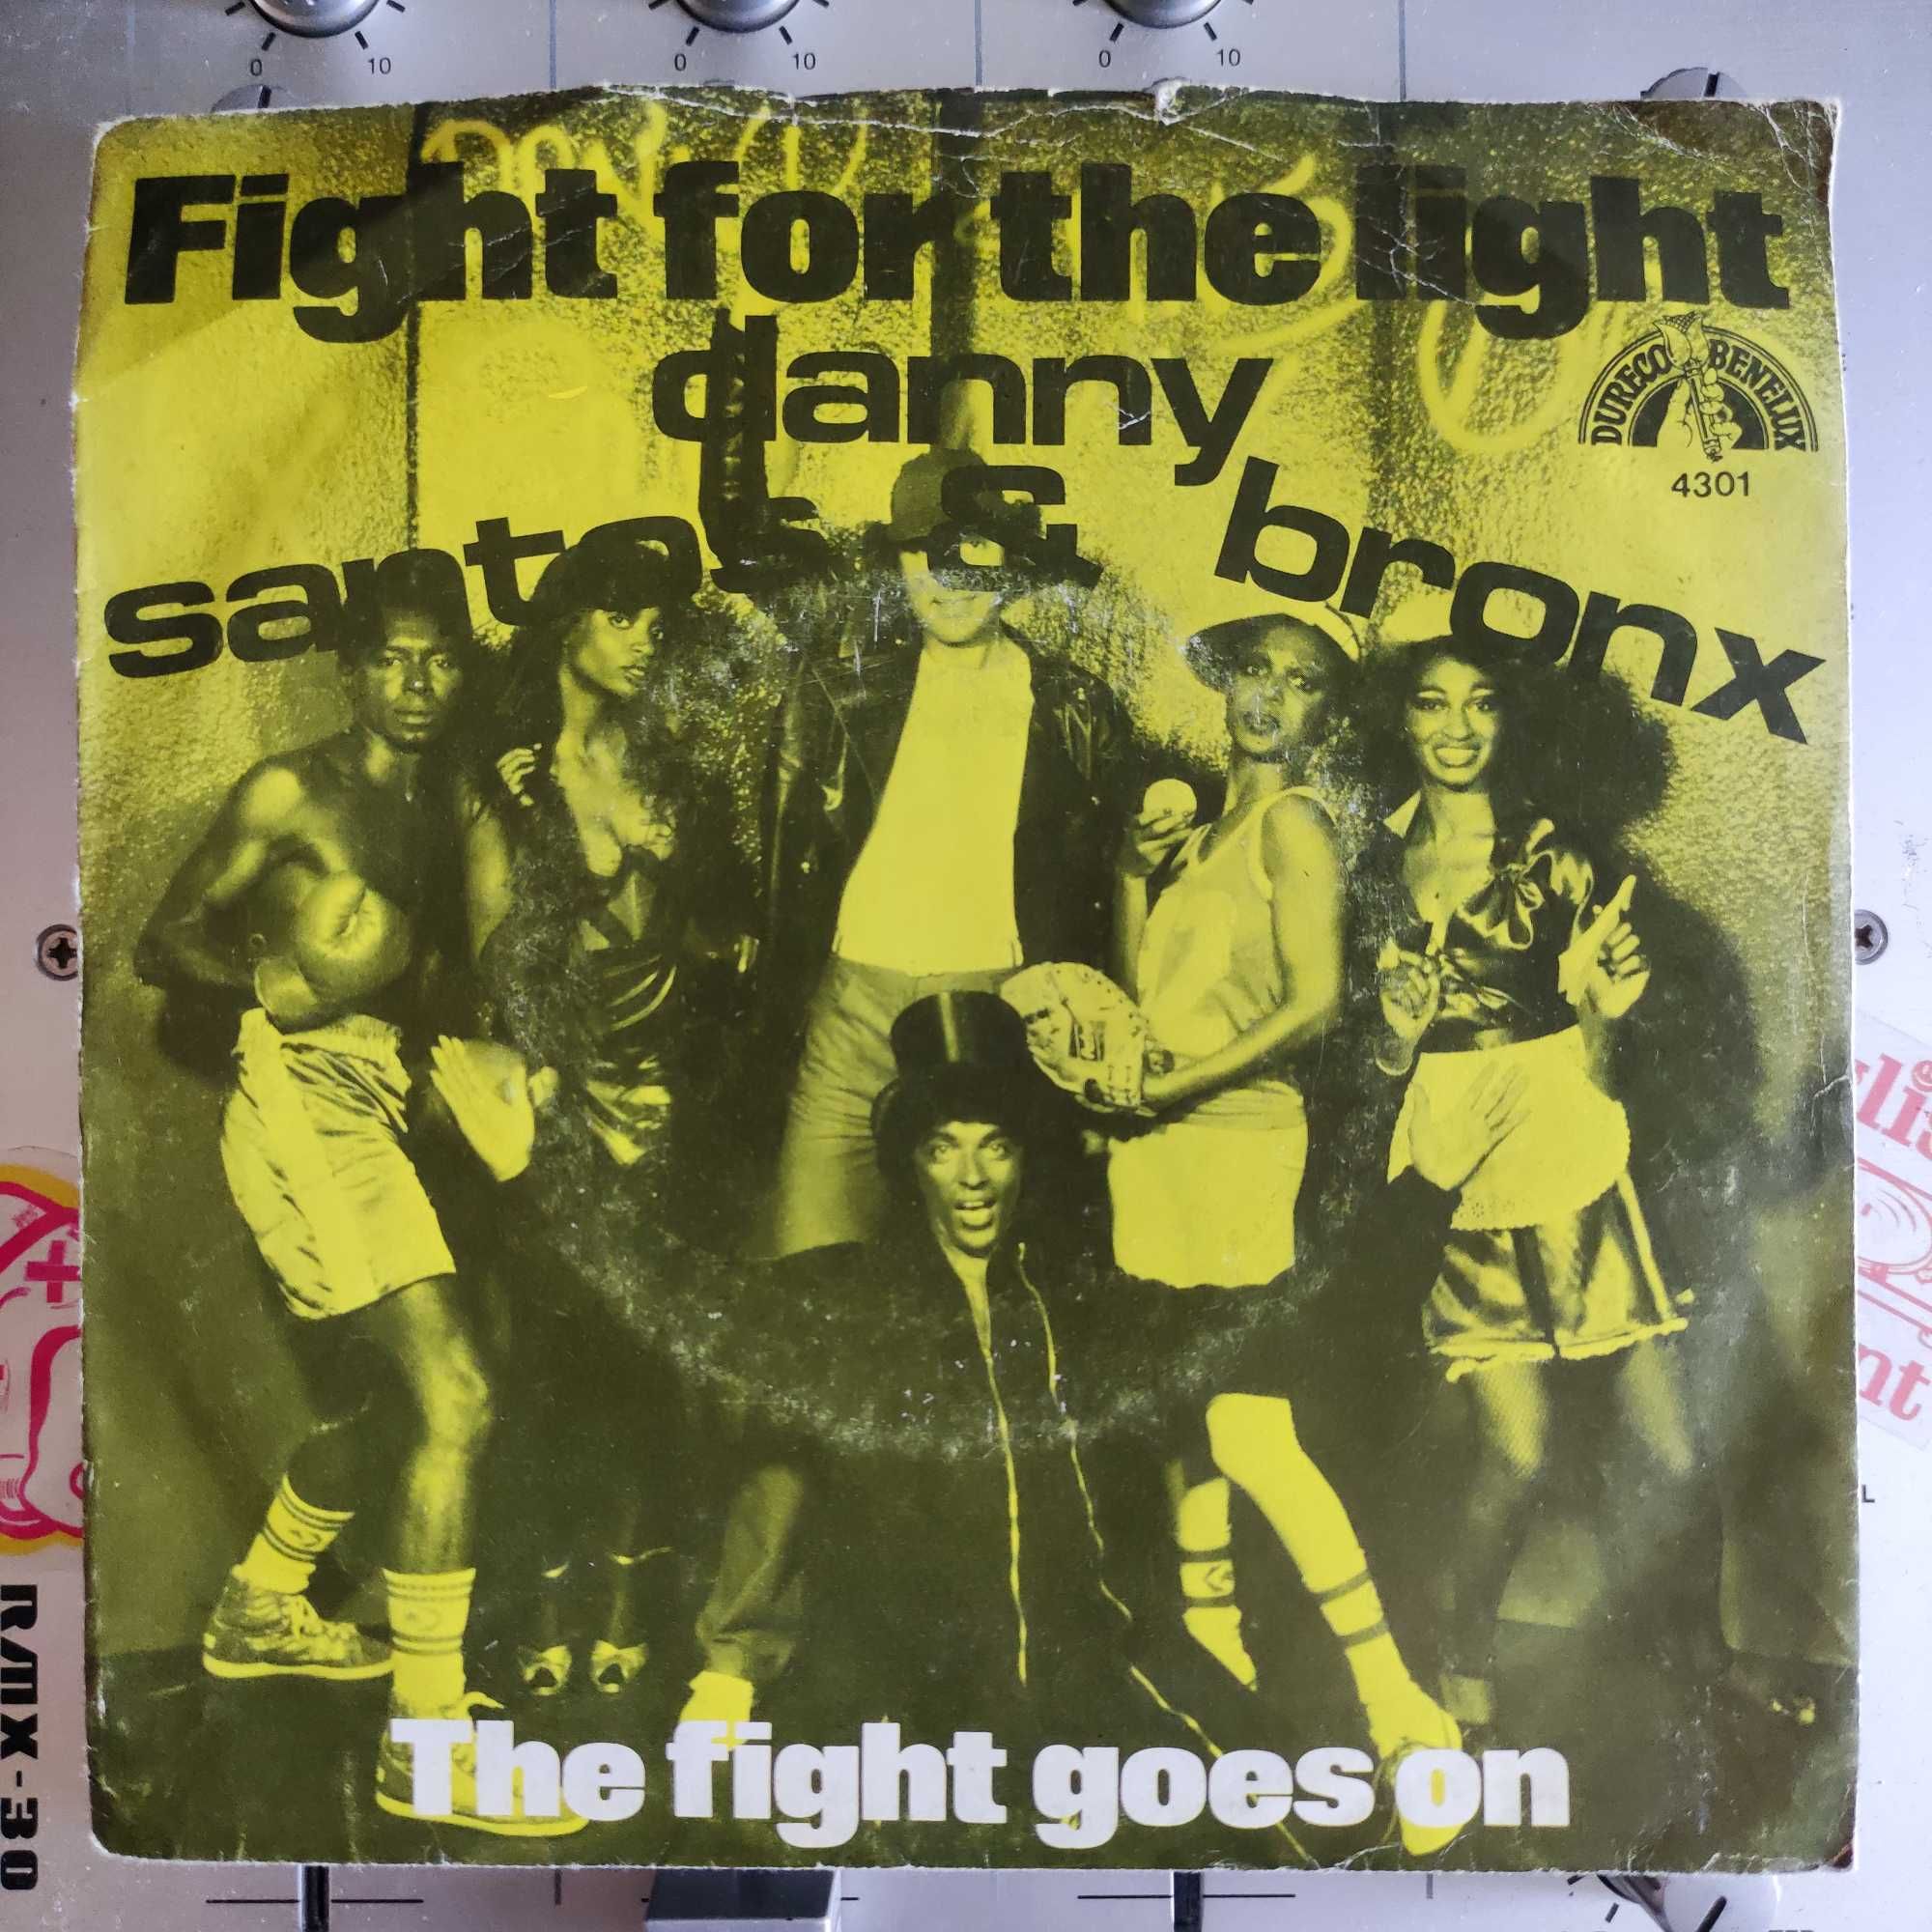 0 10 0 10 0 10
Fight for the light
danny
santos & bronx
DURECO BENELUX
4301
The fight goes on
RMX-30
L